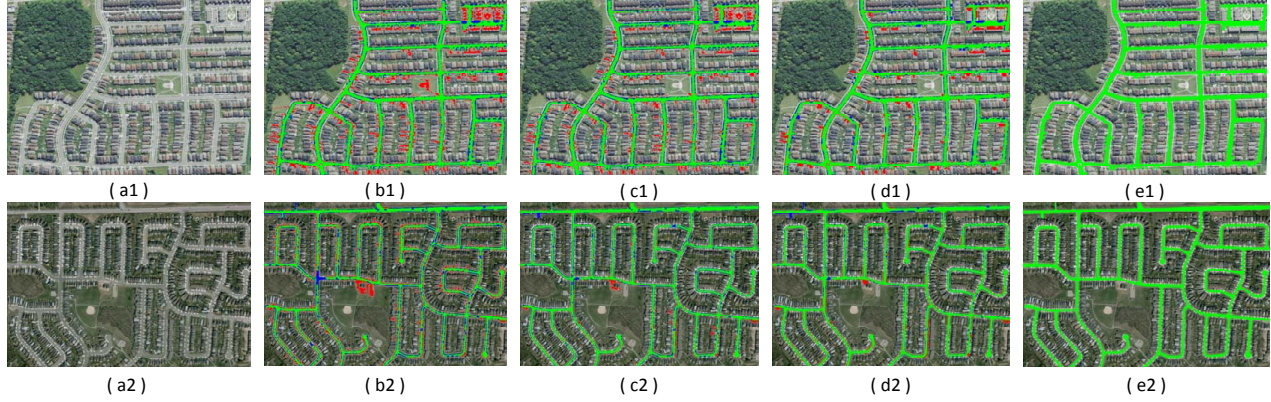 ( a1 ) ( b1 ) ( c1 ) ( d1 ) ( e1 )
( a2 ) ( b2 ) ( c2 ) ( d2 ) ( e2 )